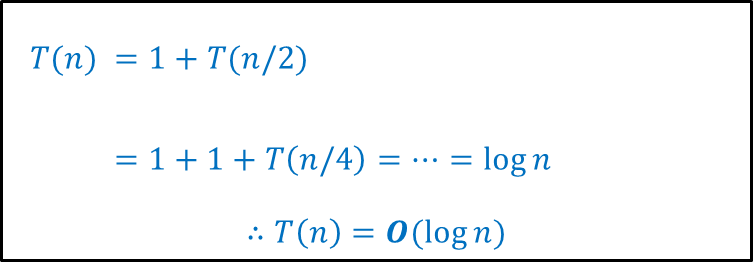 T(n) = 1 + T(n/2)
= 1 + 1 + T(n/4) = ⋯ = log n
∴ T(n) = O(log n)